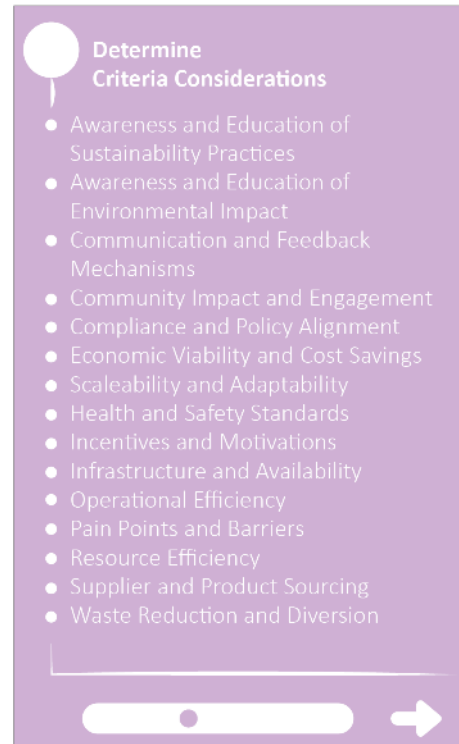 Determine
Criteria Considerations
Awareness and Education of
Sustainability Practices
Awareness and Education of
Environmental Impact
Communication and Feedback
Mechanisms
Community Impact and Engagement
Compliance and Policy Alignment
Economic Viability and Cost Savings
Scaleability and Adaptability
Health and Safety Standards
Incentives and Motivations
Infrastructure and Availability
Operational Efficiency
Pain Points and Barriers
Resource Efficiency
Supplier and Product Sourcing
Waste Reduction and Diversion